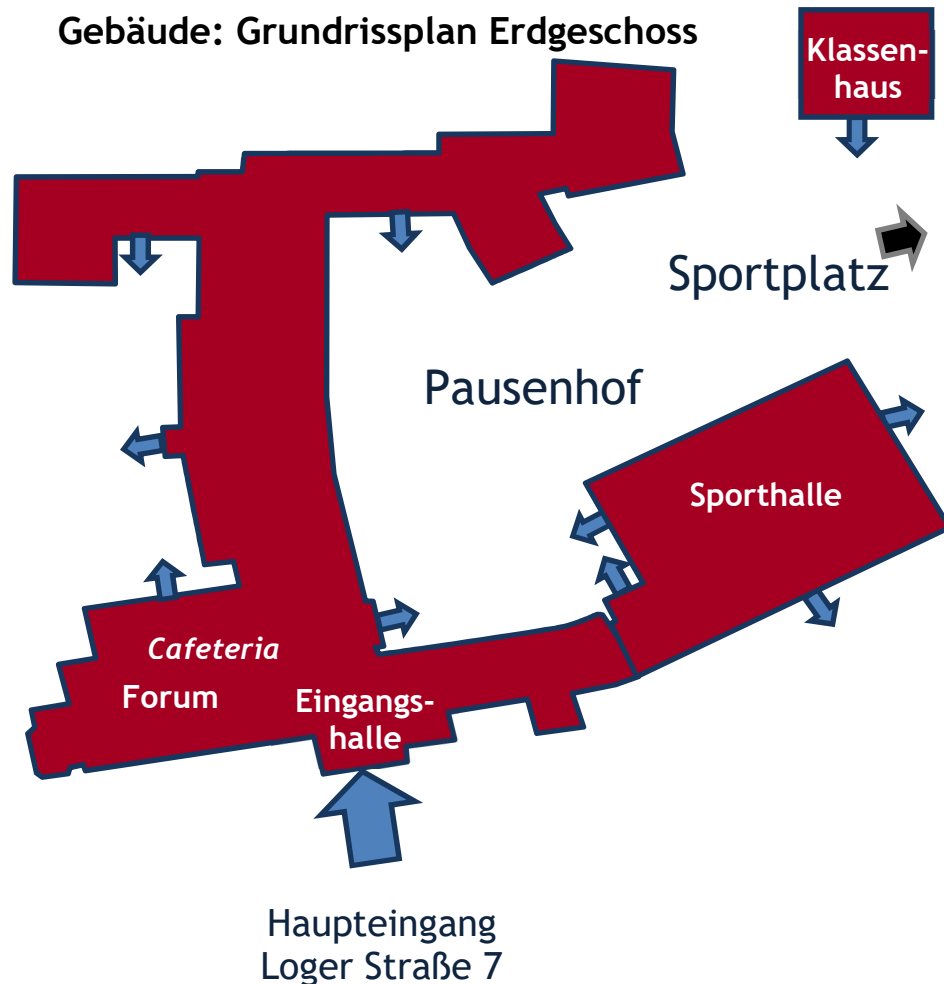 Gebäude: Grundrissplan Erdgeschoss
Klassen-
haus
Sportplatz
Pausenhof
Sporthalle
Cafeteria
Forum
Eingangs-
halle
Haupteingang
Loger Straße 7